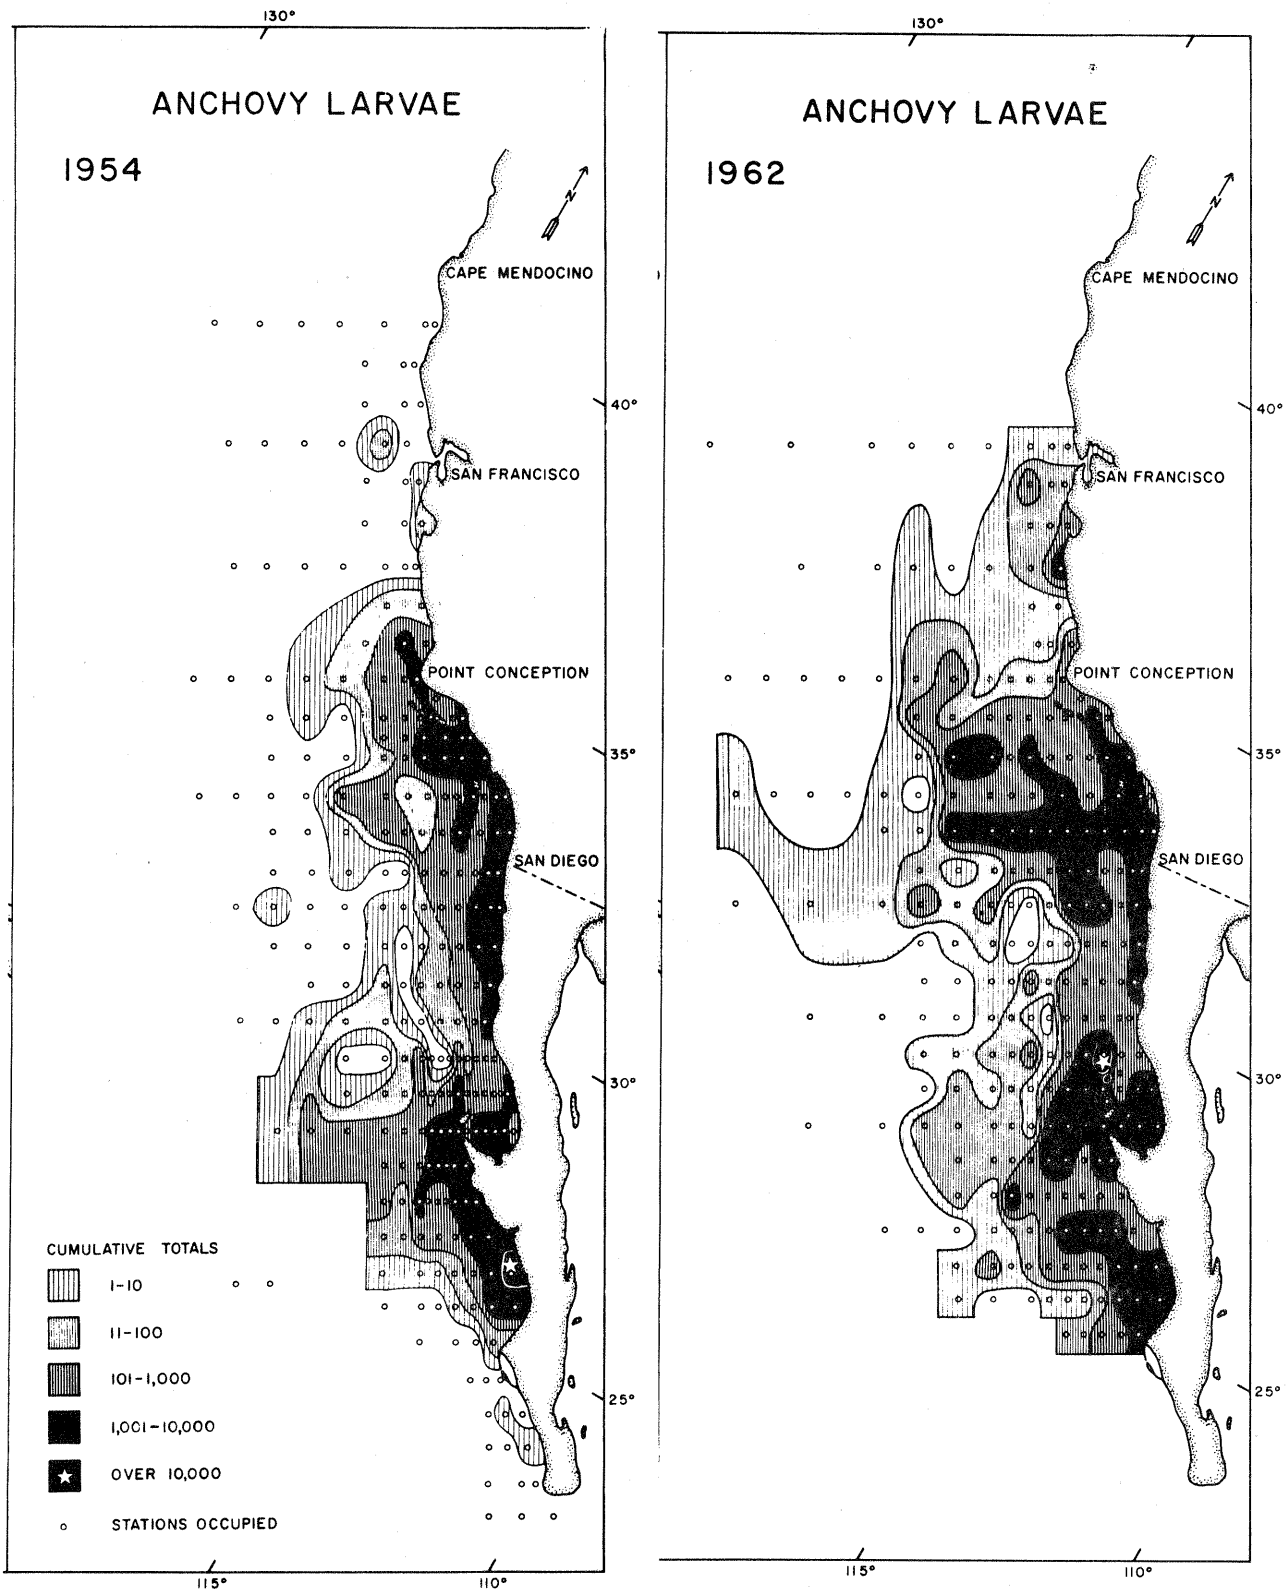 130°
ANCHOVY LARVAE
1954
N
CAPE MENDOCINO
40°
SAN FRANCISCO
POINT CONCEPTION
35°
SAN DIEGO
30°
CUMULATIVE TOTALS
1-10
11-100
101-1,000
1,001-10,000
OVER 10,000
STATIONS OCCUPIED
25°
115°
110°
130°
ANCHOVY LARVAE
1962
N
CAPE MENDOCINO
40°
SAN FRANCISCO
POINT CONCEPTION
35°
SAN DIEGO
30°
25°
115°
110°